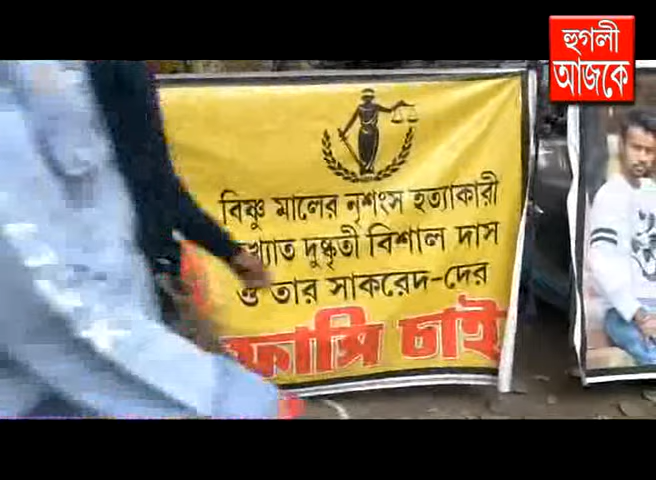 হুগলী
আজকে
বিষ্ণু মালের নৃশংস হত্যাকারী
খ্যাত দুষ্কৃতী বিশাল দাস
ও তার সাকরেদ-দের
ফাঁসি চাই